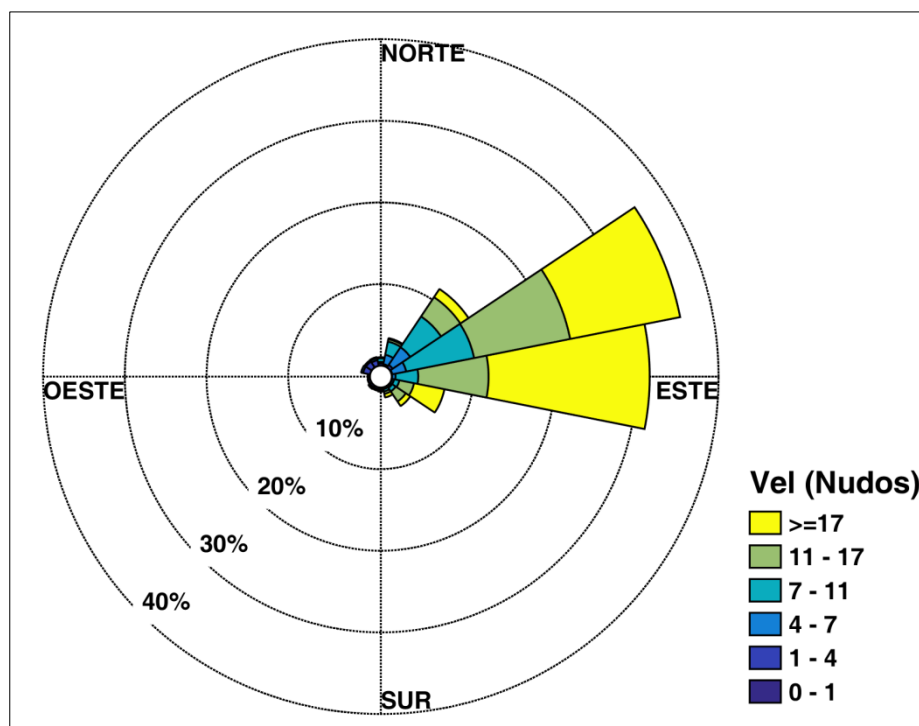 NORTE
OESTE
ESTE
10%
20%
30%
40%
SUR
Vel (Nudos)
>=17
11 - 17
7 - 11
4 - 7
1 - 4
0 - 1